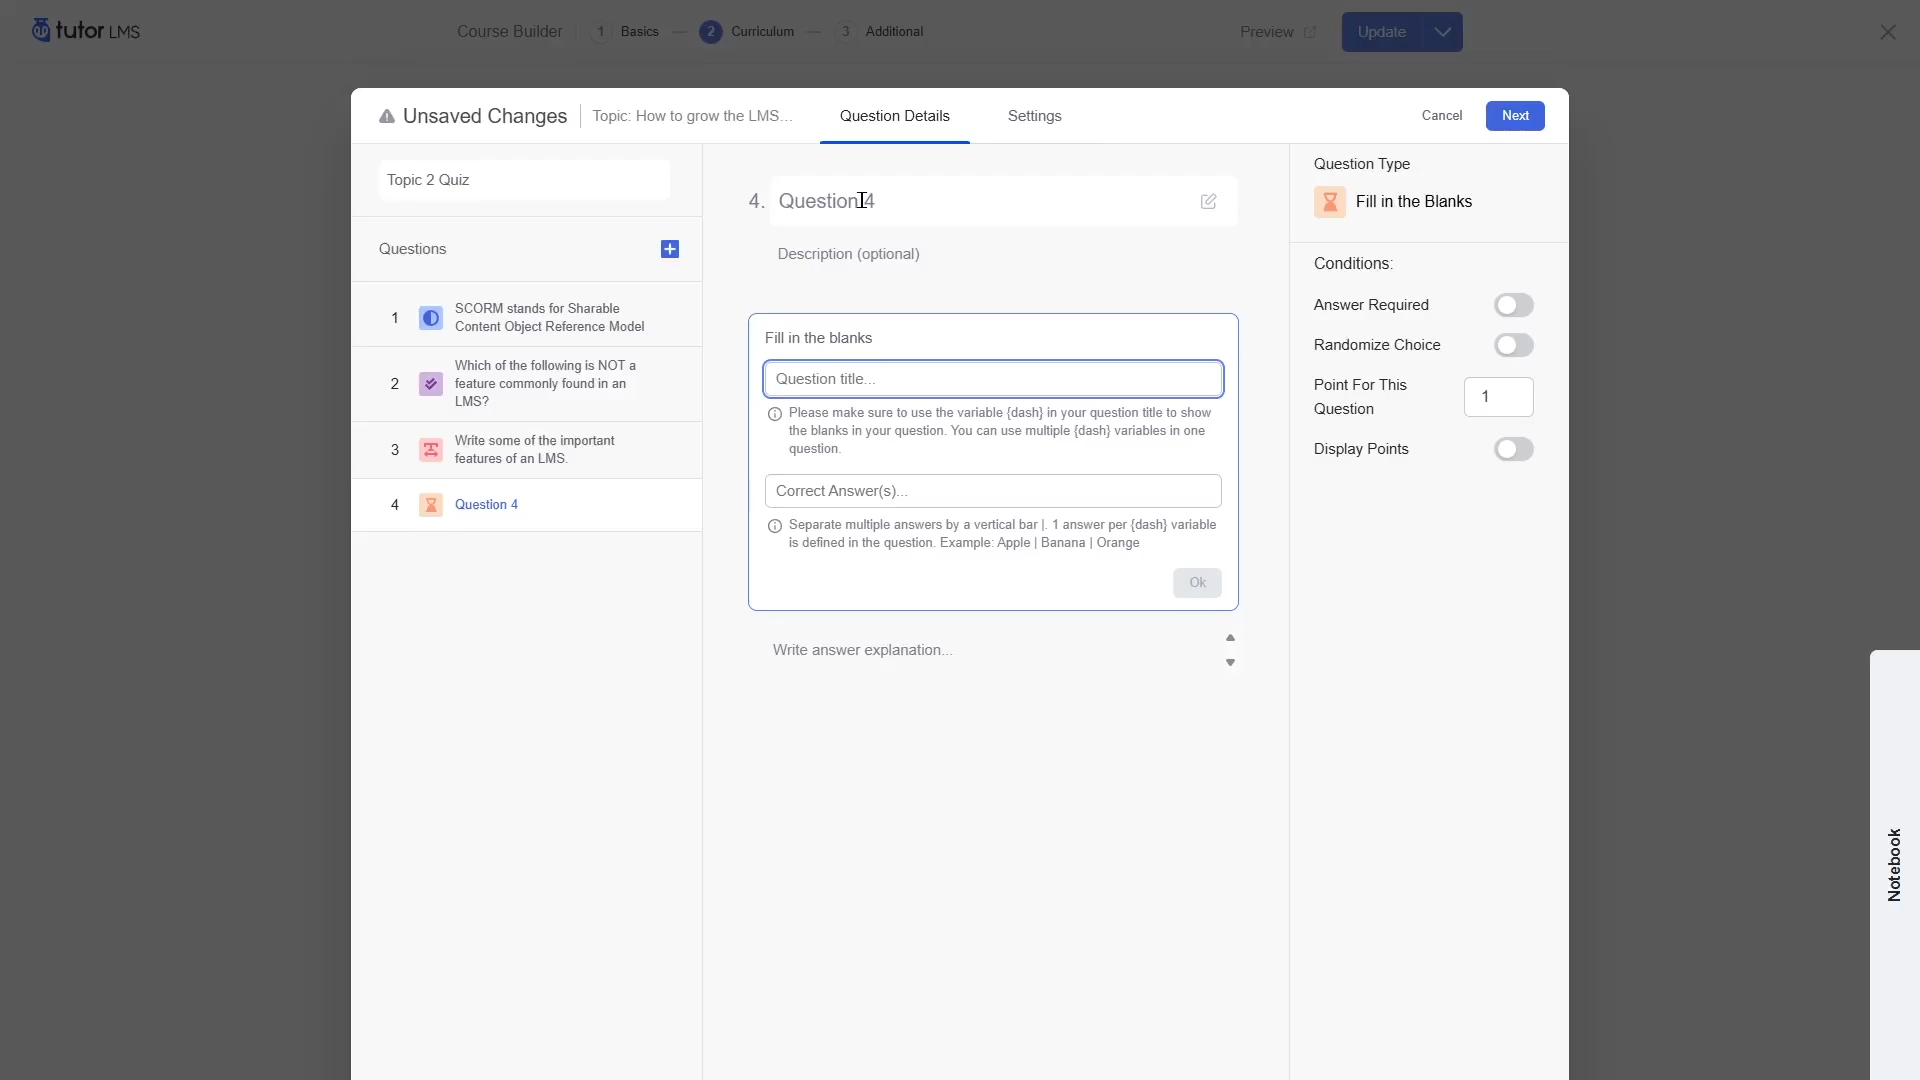 tutor LMS
Course Builder
1 Basics
2 Curriculum
3 Additional
Preview
Update
Unsaved Changes
Topic: How to grow the LMS...
Question Details
Settings
Cancel
Next
Topic 2 Quiz
Questions
1
SCORM stands for Sharable
Content Object Reference Model
2
Which of the following is NOT a
feature commonly found in an
LMS?
3
Write some of the important
features of an LMS.
4
Question 4
4. Question 4
Description (optional)
Fill in the blanks
Question title...
Please make sure to use the variable {dash} in your question title to show
the blanks in your question. You can use multiple {dash} variables in one
question.
Correct Answer(s)...
Separate multiple answers by a vertical bar |. 1 answer per {dash} variable
is defined in the question. Example: Apple | Banana | Orange
Ok
Write answer explanation...
Question Type
Fill in the Blanks
Conditions:
Answer Required
Randomize Choice
Point For This
Question
1
Display Points
Notebook